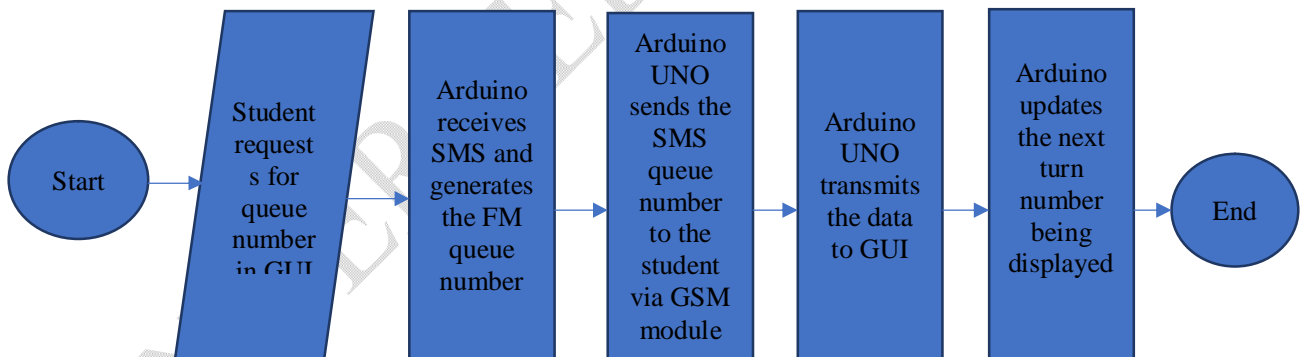 Start
Student
request
s for
queue
number
in GUI
Arduino
receives
SMS and
generates
the FM
queue
number
Arduino
UNO
sends the
SMS
queue
number
to the
student
via GSM
module
Arduino
UNO
transmits
the data
to GUI
Arduino
updates
the next
turn
number
being
displayed
End